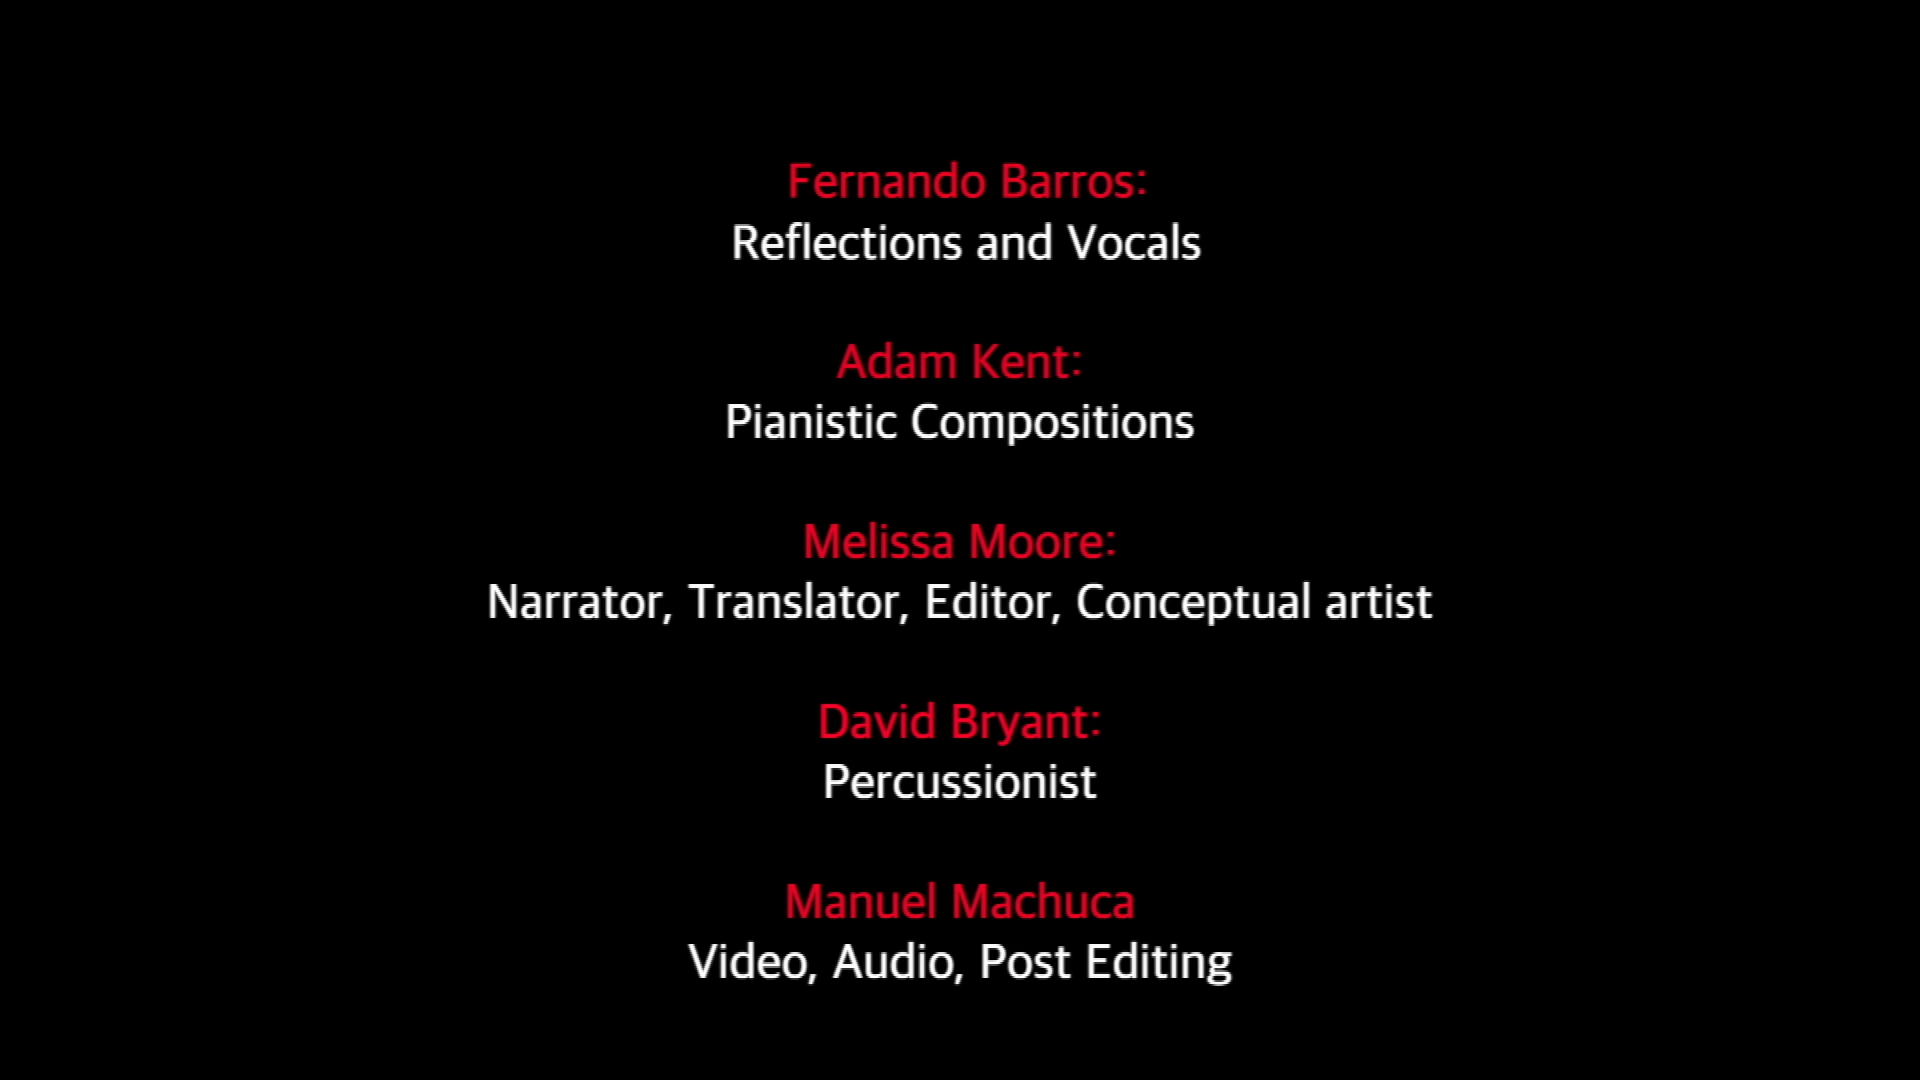 Fernando Barros:
Reflections and Vocals
Adam Kent:
Pianistic Compositions
Melissa Moore:
Narrator, Translator, Editor, Conceptual artist
David Bryant:
Percussionist
Manuel Machuca
Video, Audio, Post Editing